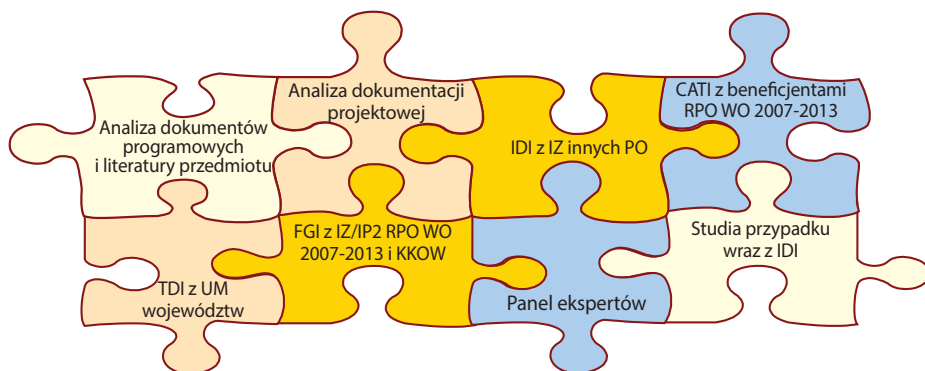 Analiza dokumentów
programowych
i literatury przedmiotu
Analiza dokumentacji
projektowej
IDI z IZ innych PO
CATI z beneficjentami
RPO WO 2007-2013
TDI z UM
województw
FGI z IZ/IP2 RPO WO
2007-2013 i KKOW
Panel ekspertów
Studia przypadku
wraz z IDI